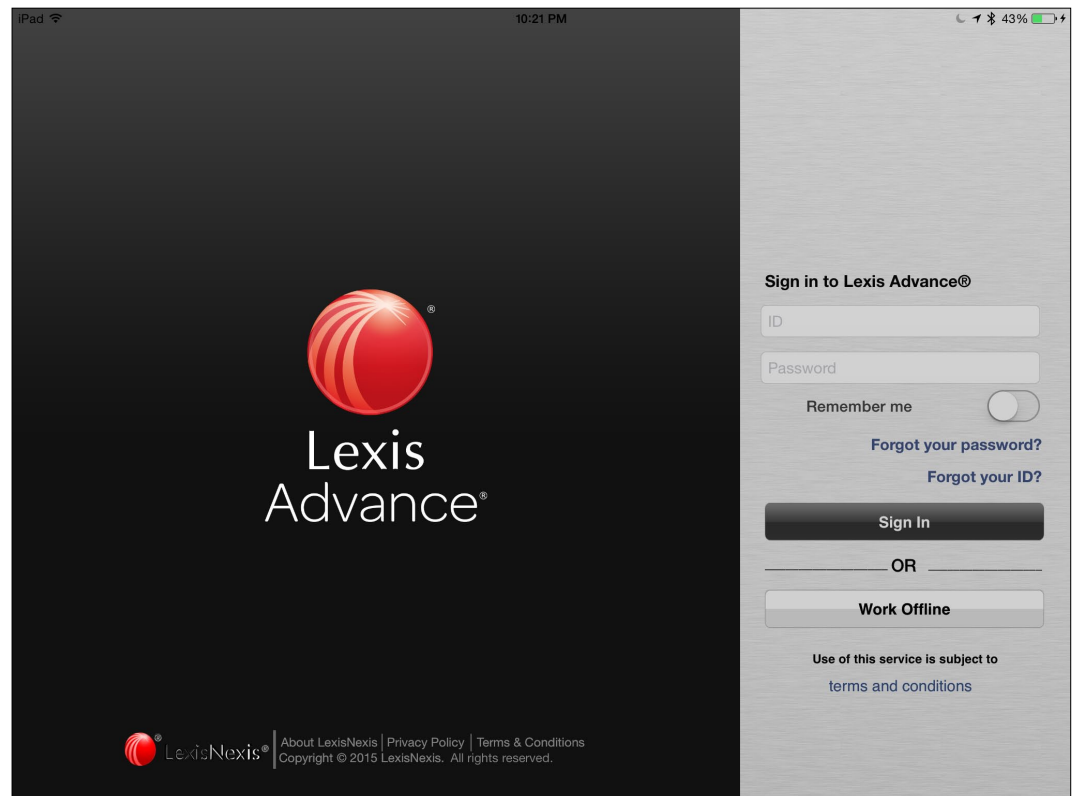 iPad 10:21 PM 43%
Sign in to Lexis Advance®
ID
Password
Remember me
Forgot your password?
Forgot your ID?
Sign In
OR
Work Offline
Use of this service is subject to
terms and conditions
®
Lexis
Advance®
LexisNexis® About LexisNexis | Privacy Policy | Terms & Conditions
Copyright © 2015 LexisNexis. All rights reserved.